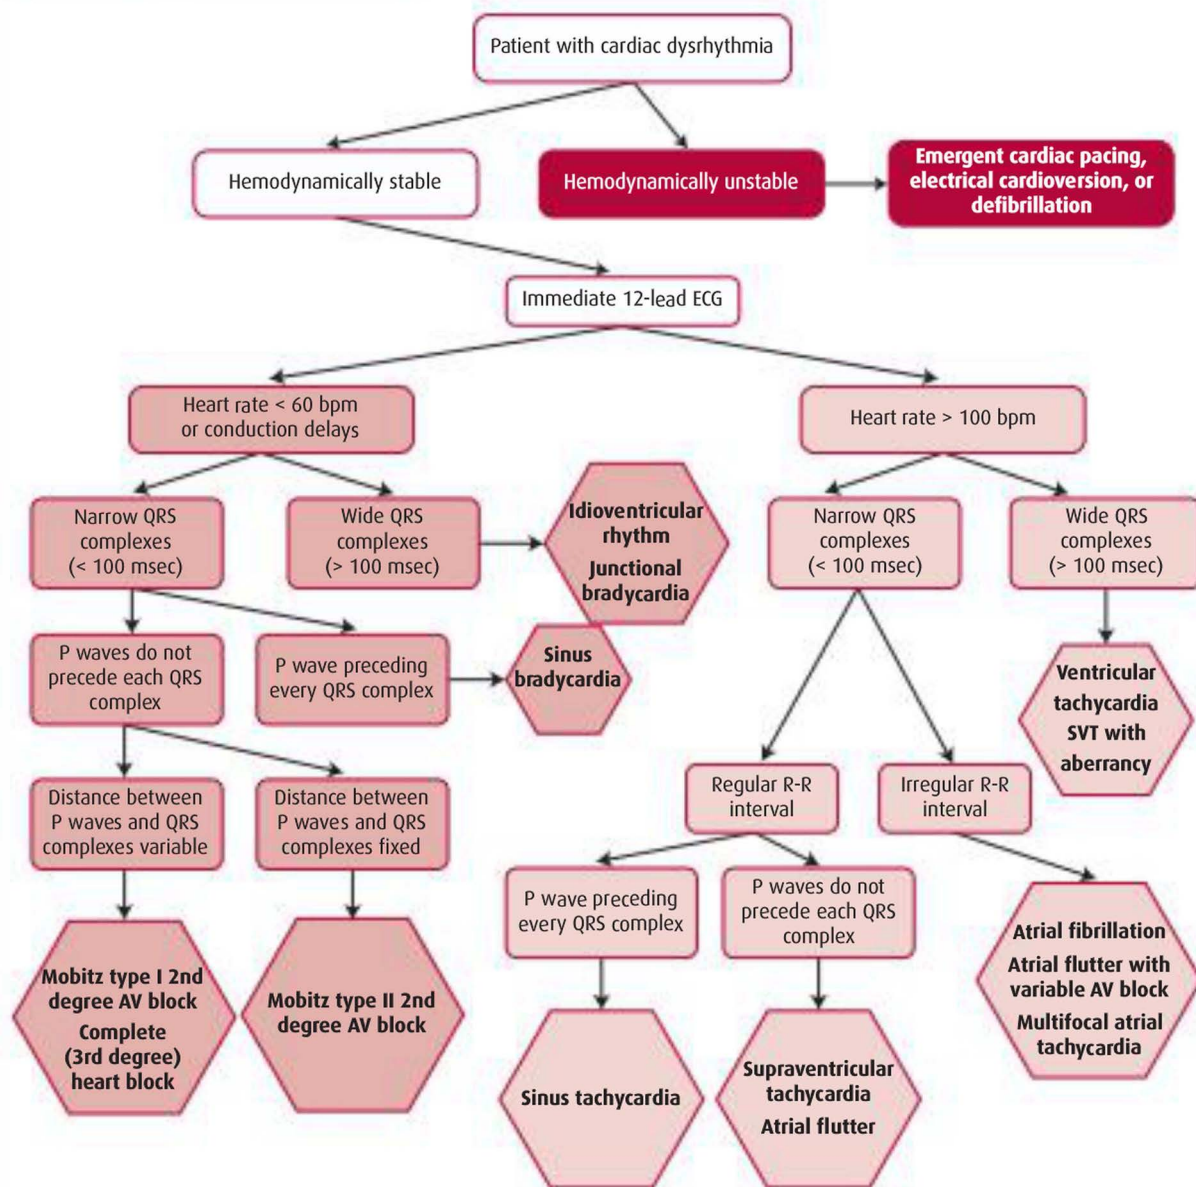 Patient with cardiac dysrhythmia
Hemodynamically stable
Hemodynamically unstable
Emergent cardiac pacing,
electrical cardioversion, or
defibrillation
Immediate 12-lead ECG
Heart rate < 60 bpm
or conduction delays
Heart rate > 100 bpm
Narrow QRS
complexes
(< 100 msec)
Wide QRS
complexes
(> 100 msec)
Idioventricular
rhythm
Junctional
bradycardia
Narrow QRS
complexes
(< 100 msec)
Wide QRS
complexes
(> 100 msec)
P waves do not
precede each QRS
complex
P wave preceding
every QRS complex
Sinus
bradycardia
Ventricular
tachycardia
SVT with
aberrancy
Distance between
P waves and QRS
complexes variable
Distance between
P waves and QRS
complexes fixed
Regular R-R
interval
Irregular R-R
interval
P wave preceding
every QRS complex
P waves do not
precede each QRS
complex
Mobitz type I 2nd
degree AV block
Complete
(3rd degree)
heart block
Mobitz type II 2nd
degree AV block
Sinus tachycardia
Supraventricular
tachycardia
Atrial flutter
Atrial fibrillation
Atrial flutter with
variable AV block
Multifocal atrial
tachycardia